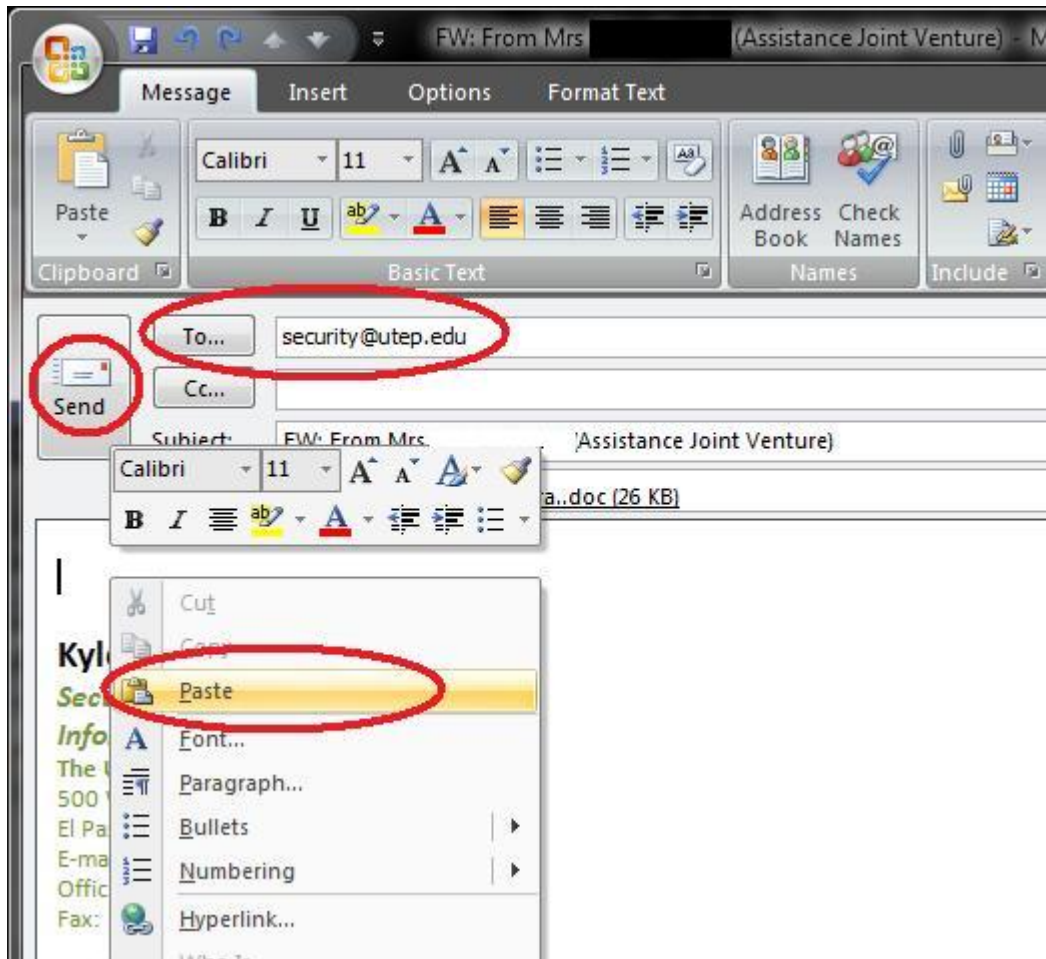 FW: From Mrs (Assistance Joint Venture) - M
Message Insert Options Format Text
Calibri 11 A A Aa
Paste B I U ab A Address Book Check Names
Clipboard Basic Text Names Include
To... security@utep.edu
Send Cc...
Subject: FW: From Mrs. (Assistance Joint Venture)
Calibri 11 A A A
a..doc (26 KB)
B I ab A
Cut
Copy
Kyl
Paste
Sec
Info
Font...
The U
Paragraph...
500
El Pa
Bullets
E-ma
Numbering
Offic
Fax:
Hyperlink...